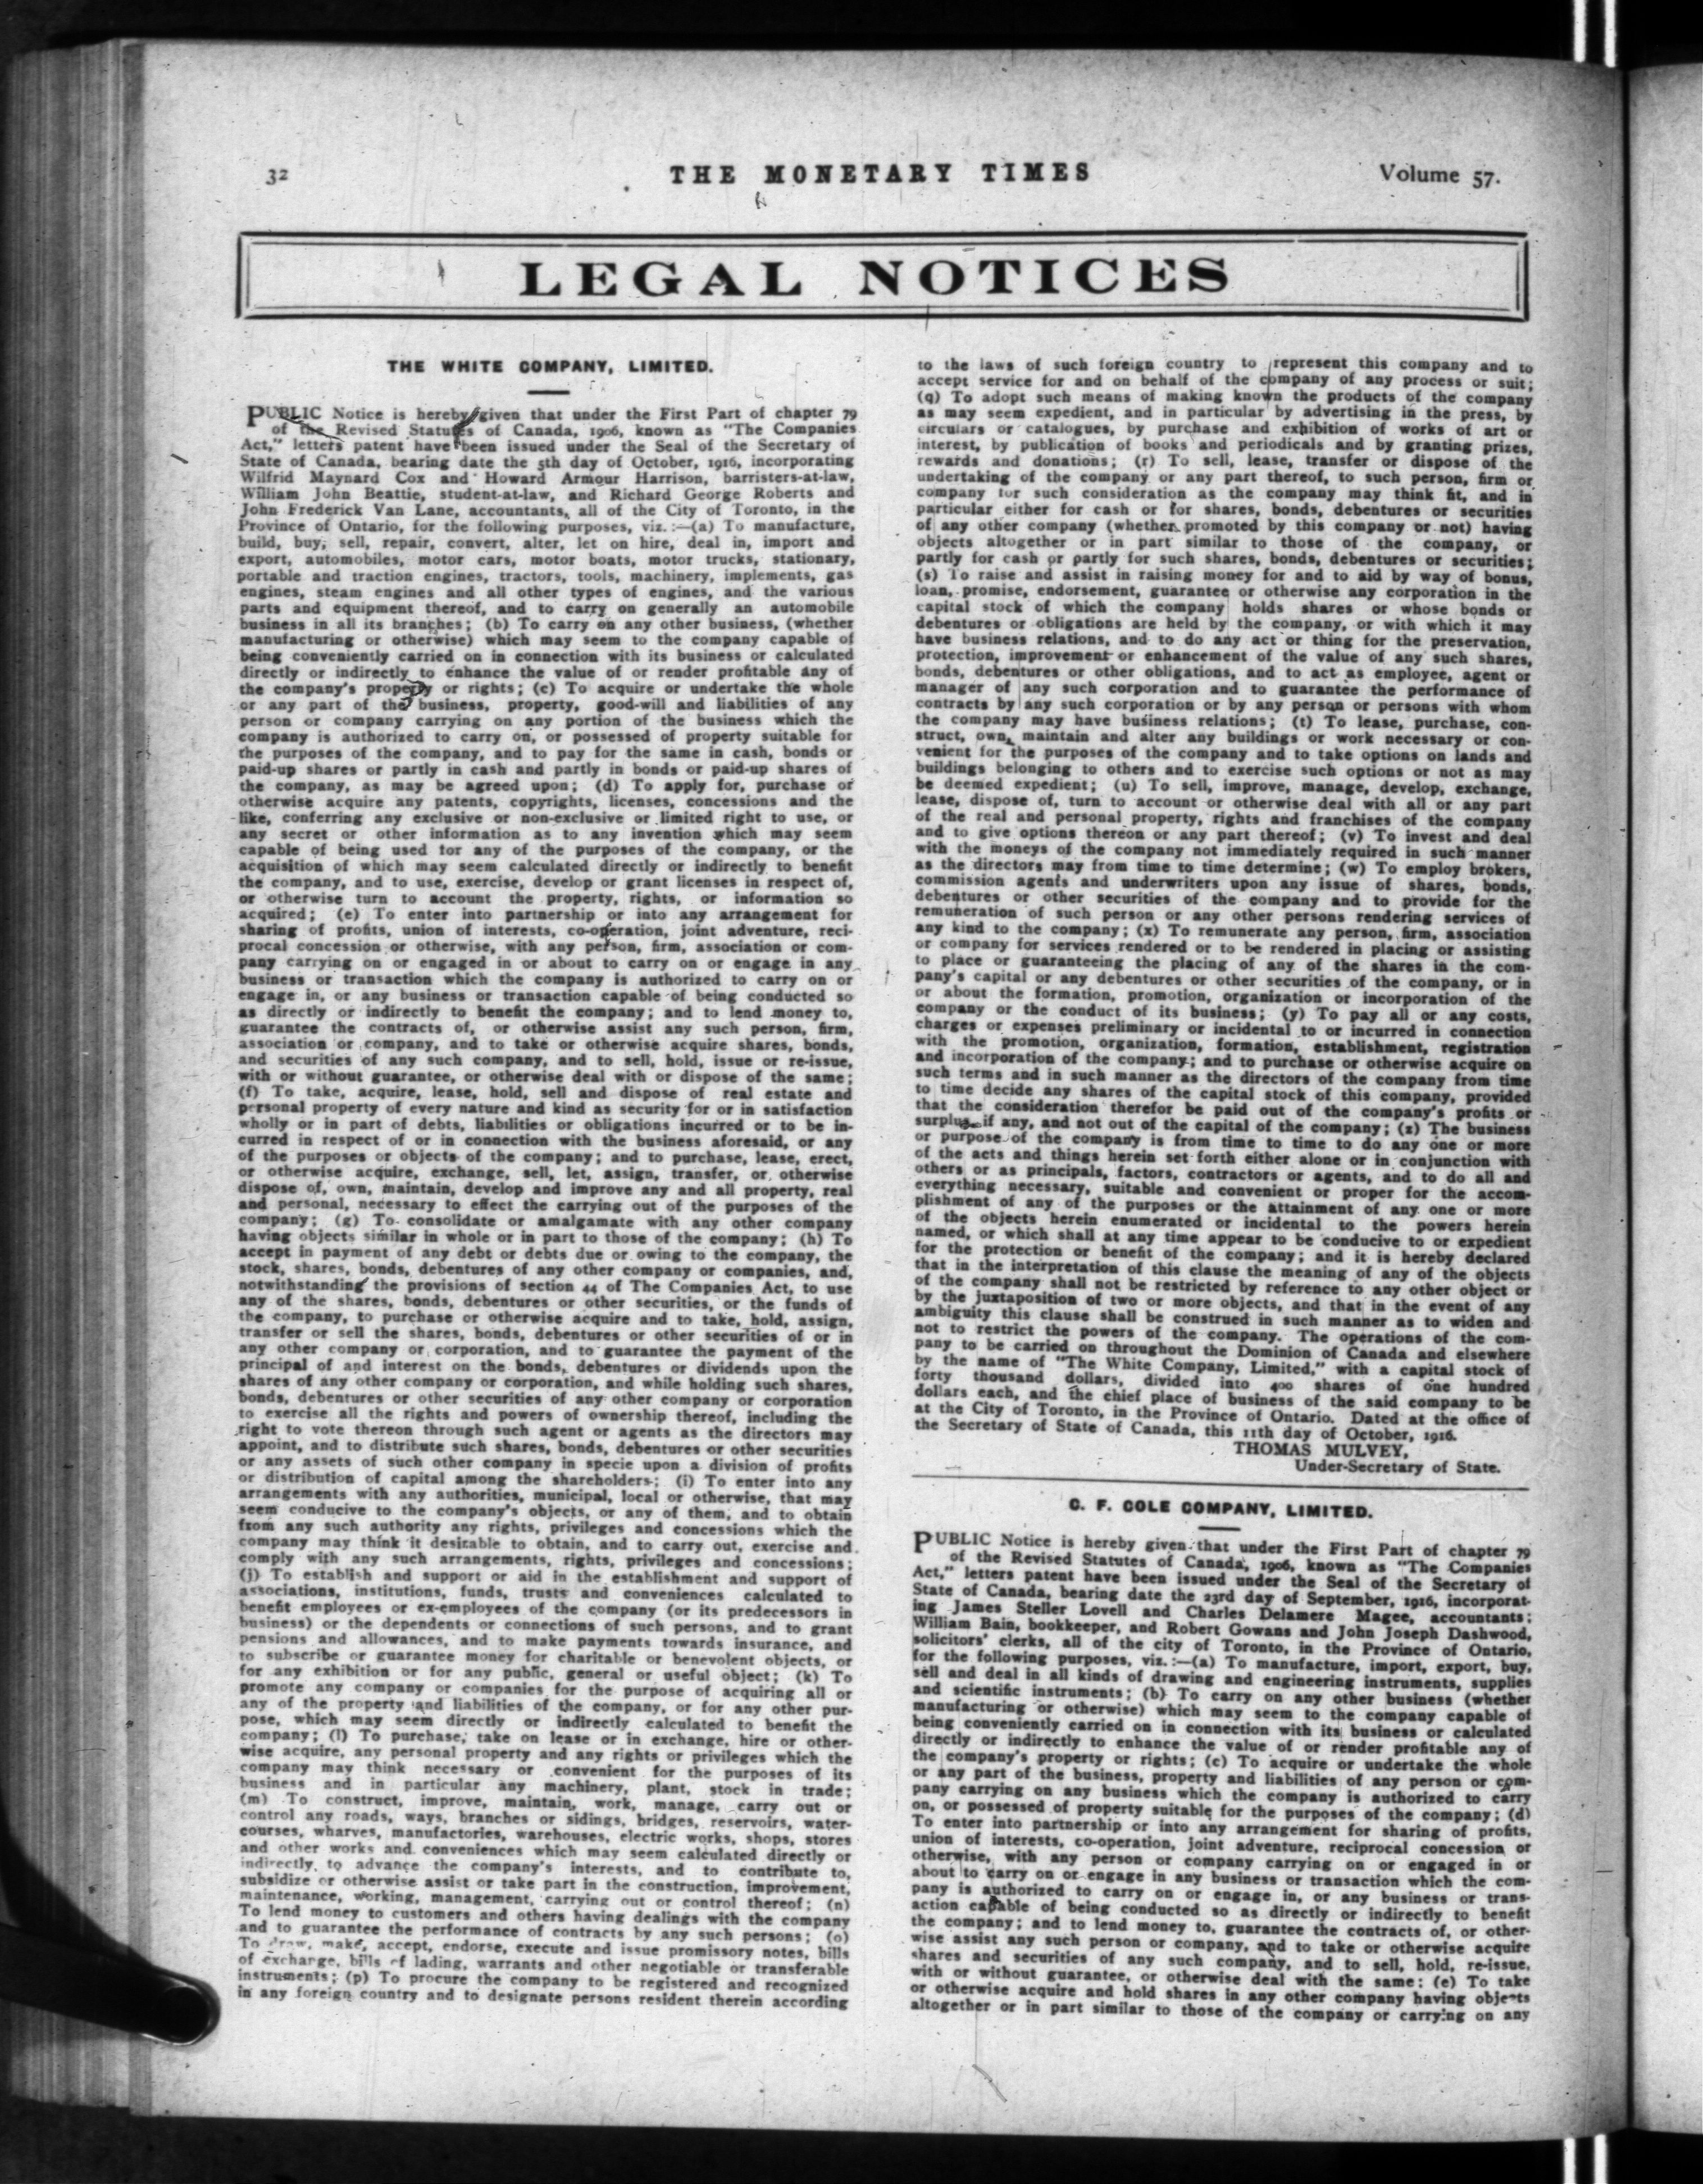 32
THE MONETARY TIMES
Volume 57.
LEGAL NOTICES
THE WHITE COMPANY, LIMITED.
PUBLIC Notice is hereby given that under the First Part of chapter 79
of the Revised Statutes of Canada, 1906, known as "The Companies
Act," letters patent have been issued under the Seal of the Secretary of
State of Canada, bearing date the 5th day of October, 1916, incorporating
Wilfrid Maynard Cox and Howard Armour Harrison, barristers-at-law,
William John Beattie, student-at-law, and Richard George Roberts and
John Frederick Van Lane, accountants, all of the City of Toronto, in the
Province of Ontario, for the following purposes, viz.:—(a) To manufacture,
build, buy, sell, repair, convert, alter, let on hire, deal in, import and
export, automobiles, motor cars, motor boats, motor trucks, stationary,
portable and traction engines, tractors, tools, machinery, implements, gas
engines, steam engines and all other types of engines, and the various
parts and equipment thereof, and to carry on generally an automobile
business in all its branches; (b) To carry on any other business, (whether
manufacturing or otherwise) which may seem to the company capable of
being conveniently carried on in connection with its business or calculated
directly or indirectly to enhance the value of or render profitable any of
the company's property or rights; (c) To acquire or undertake the whole
or any part of the business, property, good-will and liabilities of any
person or company carrying on any portion of the business which the
company is authorized to carry on, or possessed of property suitable for
the purposes of the company, and to pay for the same in cash, bonds or
paid-up shares or partly in cash and partly in bonds or paid-up shares of
the company, as may be agreed upon; (d) To apply for, purchase or
otherwise acquire any patents, copyrights, licenses, concessions and the
like, conferring any exclusive or non-exclusive or limited right to use, or
any secret or other information as to any invention which may seem
capable of being used for any of the purposes of the company, or the
acquisition of which may seem calculated directly or indirectly to benefit
the company, and to use, exercise, develop or grant licenses in respect of,
or otherwise turn to account the property, rights, or information so
acquired; (e) To enter into partnership or into any arrangement for
sharing of profits, union of interests, co-operation, joint adventure, reci-
procal concession or otherwise, with any person, firm, association or com-
pany carrying on or engaged in or about to carry on or engage in any
business or transaction which the company is authorized to carry on or
engage in, or any business or transaction capable of being conducted so
as directly or indirectly to benefit the company; and to lend money to,
guarantee the contracts of, or otherwise assist any such person, firm,
association or company, and to take or otherwise acquire shares, bonds,
and securities of any such company, and to sell, hold, issue or re-issue,
with or without guarantee, or otherwise deal with or dispose of the same;
(f) To take, acquire, lease, hold, sell and dispose of real estate and
personal property of every nature and kind as security for or in satisfaction
wholly or in part of debts, liabilities or obligations incurred or to be in-
curred in respect of or in connection with the business aforesaid, or any
of the purposes or objects of the company; and to purchase, lease, erect,
or otherwise acquire, exchange, sell, let, assign, transfer, or otherwise
dispose of, own, maintain, develop and improve any and all property, real
and personal, necessary to effect the carrying out of the purposes of the
company; (g) To consolidate or amalgamate with any other company
having objects similar in whole or in part to those of the company; (h) To
accept in payment of any debt or debts due or owing to the company, the
stock, shares, bonds, debentures of any other company or companies, and,
notwithstanding the provisions of section 44 of The Companies Act, to use
any of the shares, bonds, debentures or other securities, or the funds of
the company, to purchase or otherwise acquire and to take, hold, assign,
transfer or sell the shares, bonds, debentures or other securities of or in
any other company or corporation, and to guarantee the payment of the
principal of and interest on the bonds, debentures or dividends upon the
shares of any other company or corporation, and while holding such shares,
bonds, debentures or other securities of any other company or corporation
to exercise all the rights and powers of ownership thereof, including the
right to vote thereon through such agent or agents as the directors may
appoint, and to distribute such shares, bonds, debentures or other securities
or any assets of such other company in specie upon a division of profits
or distribution of capital among the shareholders; (i) To enter into any
arrangements with any authorities, municipal, local or otherwise, that may
seem conducive to the company's objects, or any of them, and to obtain
from any such authority any rights, privileges and concessions which the
company may think it desirable to obtain, and to carry out, exercise and
comply with any such arrangements, rights, privileges and concessions;
(j) To establish and support or aid in the establishment and support of
associations, institutions, funds, trusts and conveniences calculated to
benefit employees or ex-employees of the company (or its predecessors in
business) or the dependents or connections of such persons, and to grant
pensions and allowances, and to make payments towards insurance, and
to subscribe or guarantee money for charitable or benevolent objects, or
for any exhibition or for any public, general or useful object; (k) To
promote any company or companies for the purpose of acquiring all or
any of the property and liabilities of the company, or for any other pur-
pose, which may seem directly or indirectly calculated to benefit the
company; (l) To purchase, take on lease or in exchange, hire or other-
wise acquire, any personal property and any rights or privileges which the
company may think necessary or convenient for the purposes of its
business and in particular any machinery, plant, stock in trade;
(m) To construct, improve, maintain, work, manage, carry out or
control any roads, ways, branches or sidings, bridges, reservoirs, water-
courses, wharves, manufactories, warehouses, electric works, shops, stores
and other works and conveniences which may seem calculated directly or
indirectly, to advance the company's interests, and to contribute to,
subsidize or otherwise assist or take part in the construction, improvement,
maintenance, working, management, carrying out or control thereof; (n)
To lend money to customers and others having dealings with the company
and to guarantee the performance of contracts by any such persons; (o)
To draw, make, accept, endorse, execute and issue promissory notes, bills
of exchange, bills of lading, warrants and other negotiable or transferable
instruments; (p) To procure the company to be registered and recognized
in any foreign country and to designate persons resident therein according
to the laws of such foreign country to represent this company and to
accept service for and on behalf of the company of any process or suit;
(q) To adopt such means of making known the products of the company
as may seem expedient, and in particular by advertising in the press, by
circulars or catalogues, by purchase and exhibition of works of art or
interest, by publication of books and periodicals and by granting prizes,
rewards and donations; (r) To sell, lease, transfer or dispose of the
undertaking of the company or any part thereof, to such person, firm or
company for such consideration as the company may think fit, and in
particular either for cash or for shares, bonds, debentures or securities
of any other company (whether promoted by this company or not) having
objects altogether or in part similar to those of the company, or
partly for cash or partly for such shares, bonds, debentures or securities;
(s) To raise and assist in raising money for and to aid by way of bonus,
loan, promise, endorsement, guarantee or otherwise any corporation in the
capital stock of which the company holds shares or whose bonds or
debentures or obligations are held by the company, or with which it may
have business relations, and to do any act or thing for the preservation,
protection, improvement or enhancement of the value of any such shares,
bonds, debentures or other obligations, and to act as employee, agent or
manager of any such corporation and to guarantee the performance of
contracts by any such corporation or by any person or persons with whom
the company may have business relations; (t) To lease, purchase, con-
struct, own, maintain and alter any buildings or work necessary or con-
venient for the purposes of the company and to take options on lands and
buildings belonging to others and to exercise such options or not as may
be deemed expedient; (u) To sell, improve, manage, develop, exchange,
lease, dispose of, turn to account or otherwise deal with all or any part
of the real and personal property, rights and franchises of the company
and to give options thereon or any part thereof; (v) To invest and deal
with the moneys of the company not immediately required in such manner
as the directors may from time to time determine; (w) To employ brokers,
commission agents and underwriters upon any issue of shares, bonds,
debentures or other securities of the company and to provide for the
remuneration of such person or any other persons rendering services of
any kind to the company; (x) To remunerate any person, firm, association
or company for services rendered or to be rendered in placing or assisting
to place or guaranteeing the placing of any of the shares in the com-
pany's capital or any debentures or other securities of the company, or in
or about the formation, promotion, organization or incorporation of the
company or the conduct of its business; (y) To pay all or any costs,
charges or expenses preliminary or incidental to or incurred in connection
with the promotion, organization, formation, establishment, registration
and incorporation of the company; and to purchase or otherwise acquire on
such terms and in such manner as the directors of the company from time
to time decide any shares of the capital stock of this company, provided
that the consideration therefor be paid out of the company's profits or
surplus, if any, and not out of the capital of the company; (z) The business
or purpose of the company is from time to time to do any one or more
of the acts and things herein set forth either alone or in conjunction with
others or as principals, factors, contractors or agents, and to do all and
everything necessary, suitable and convenient or proper for the accom-
plishment of any of the purposes or the attainment of any one or more
of the objects herein enumerated or incidental to the powers herein
named, or which shall at any time appear to be conducive to or expedient
for the protection or benefit of the company; and it is hereby declared
that in the interpretation of this clause the meaning of any of the objects
of the company shall not be restricted by reference to any other object or
by the juxtaposition of two or more objects, and that in the event of any
ambiguity this clause shall be construed in such manner as to widen and
not to restrict the powers of the company. The operations of the com-
pany to be carried on throughout the Dominion of Canada and elsewhere
by the name of "The White Company, Limited," with a capital stock of
forty thousand dollars, divided into 400 shares of one hundred
dollars each, and the chief place of business of the said company to be
at the City of Toronto, in the Province of Ontario. Dated at the office of
the Secretary of State of Canada, this 11th day of October, 1916.
THOMAS MULVEY,
Under-Secretary of State.
C. F. COLE COMPANY, LIMITED.
PUBLIC Notice is hereby given that under the First Part of chapter 79
of the Revised Statutes of Canada, 1906, known as "The Companies
Act," letters patent have been issued under the Seal of the Secretary of
State of Canada, bearing date the 23rd day of September, 1916, incorporat-
ing James Steller Lovell and Charles Delamere Magee, accountants;
William Bain, bookkeeper, and Robert Gowans and John Joseph Dashwood,
solicitors' clerks, all of the city of Toronto, in the Province of Ontario,
for the following purposes, viz.:—(a) To manufacture, import, export, buy,
sell and deal in all kinds of drawing and engineering instruments, supplies
and scientific instruments; (b) To carry on any other business (whether
manufacturing or otherwise) which may seem to the company capable of
being conveniently carried on in connection with its business or calculated
directly or indirectly to enhance the value of or render profitable any of
the company's property or rights; (c) To acquire or undertake the whole
or any part of the business, property and liabilities of any person or com-
pany carrying on any business which the company is authorized to carry
on, or possessed of property suitable for the purposes of the company; (d)
To enter into partnership or into any arrangement for sharing of profits,
union of interests, co-operation, joint adventure, reciprocal concession or
otherwise, with any person or company carrying on or engaged in or
about to carry on or engage in any business or transaction which the com-
pany is authorized to carry on or engage in, or any business or trans-
action capable of being conducted so as directly or indirectly to benefit
the company; and to lend money to, guarantee the contracts of, or other-
wise assist any such person or company, and to take or otherwise acquire
shares and securities of any such company, and to sell, hold, re-issue,
with or without guarantee, or otherwise deal with the same; (e) To take
or otherwise acquire and hold shares in any other company having objects
altogether or in part similar to those of the company or carrying on any